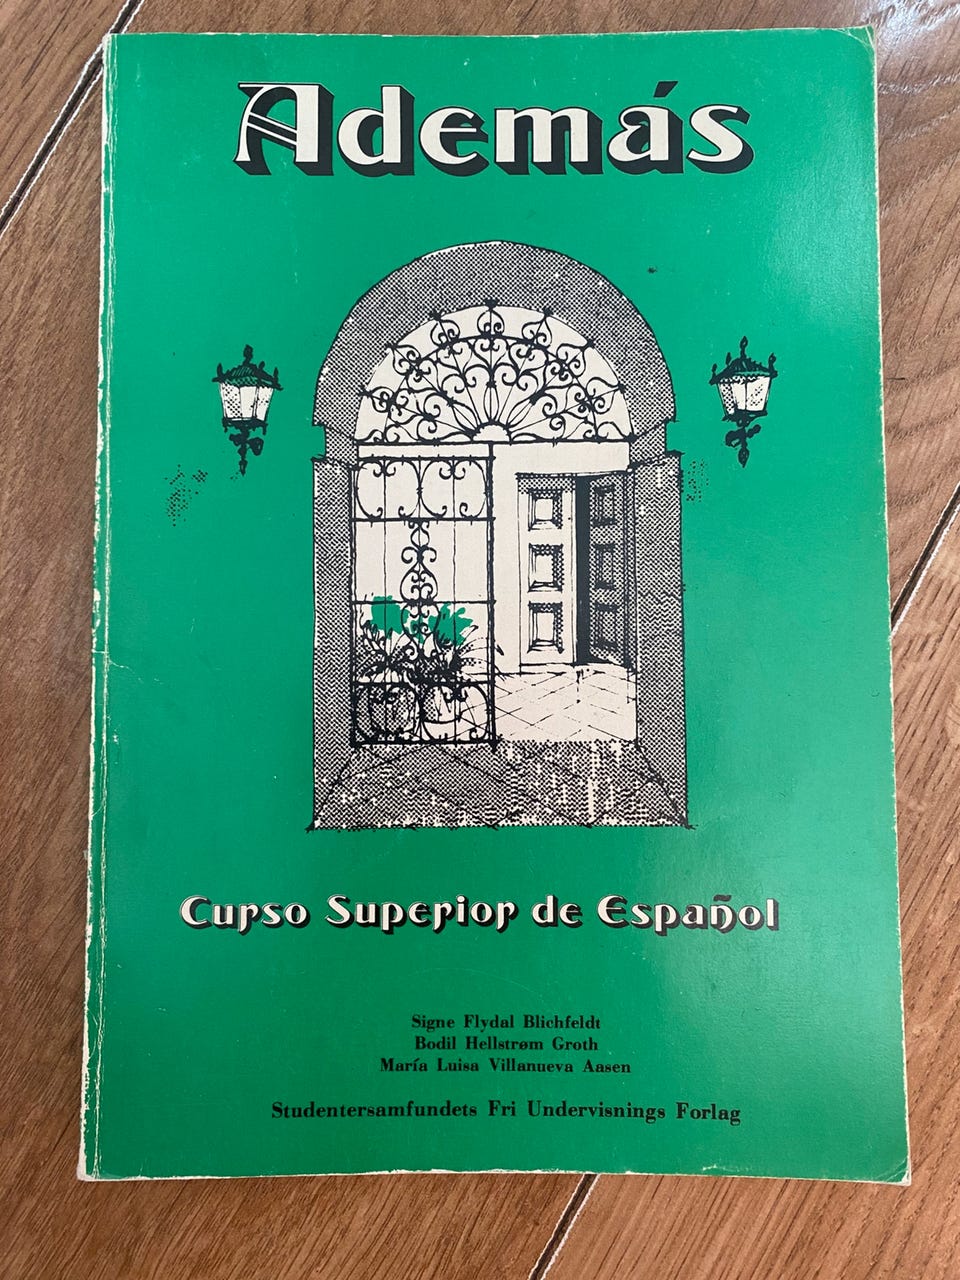 Además
Curso Superior de Español
Signe Flydal Blichfeldt
Bodil Hellstrøm Groth
María Luisa Villanueva Aasen
Studentersamfundets Fri Undervisnings Forlag